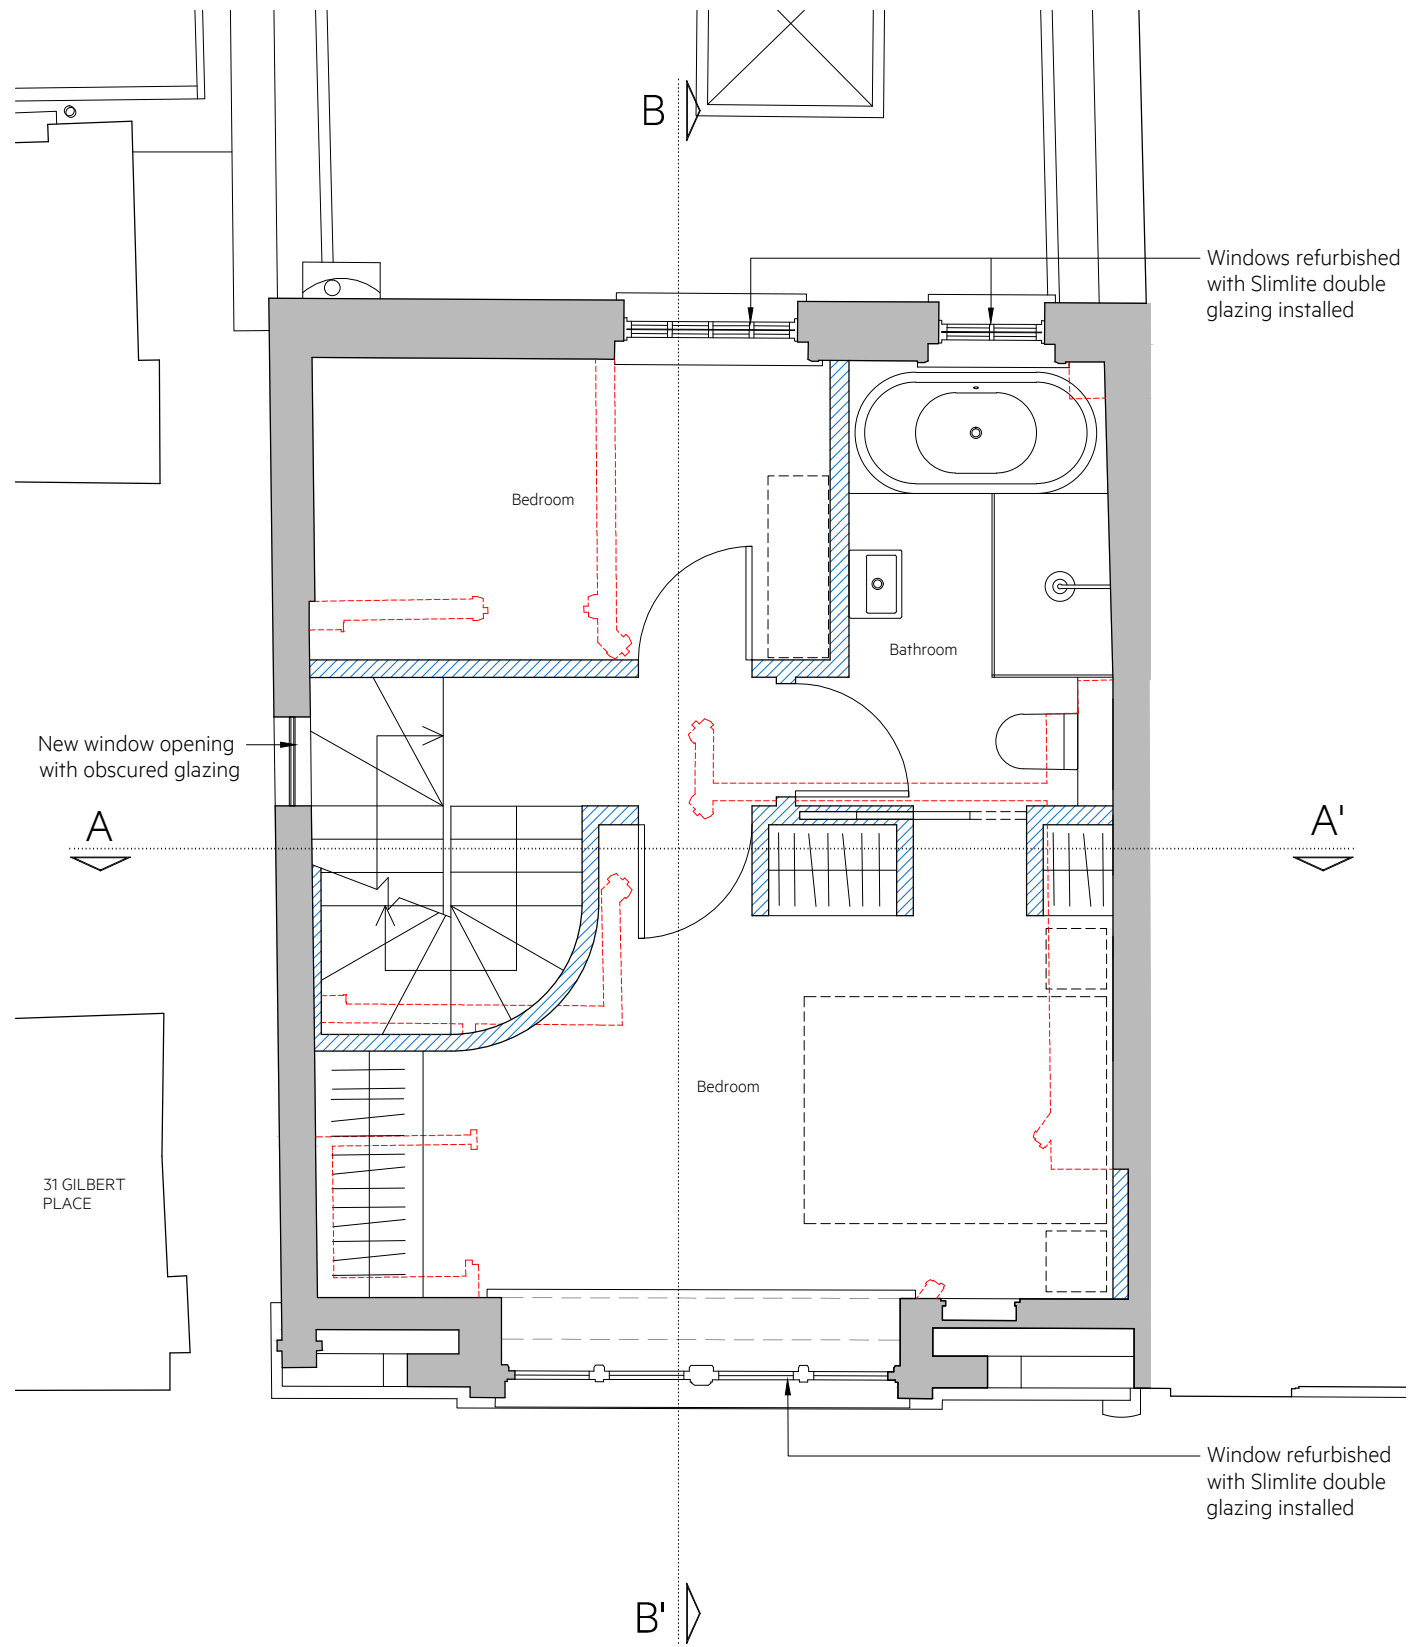 B
Windows refurbished
with Slimlite double
glazing installed
Bedroom
Bathroom
New window opening
with obscured glazing
A
A'
Bedroom
31 GILBERT
PLACE
Window refurbished
with Slimlite double
glazing installed
B'